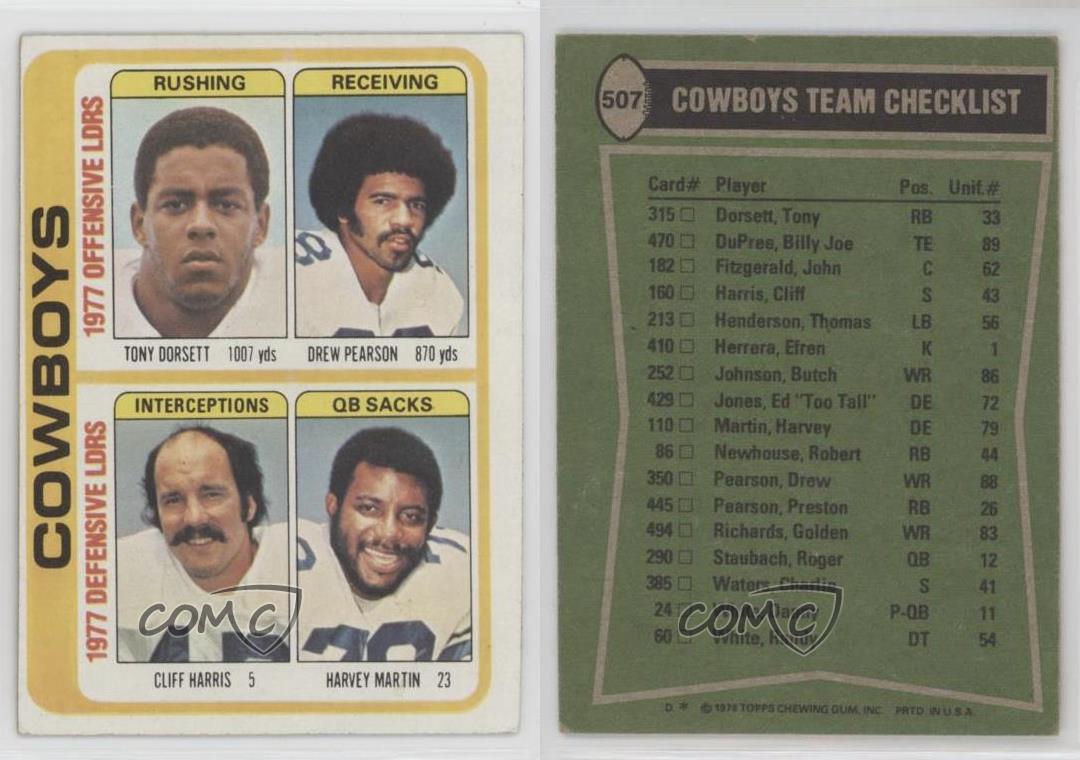 COWBOYS
1977 OFFENSIVE LDRS
RUSHING
RECEIVING
TONY DORSETT 1007 yds
DREW PEARSON 870 yds
1977 DEFENSIVE LDRS
INTERCEPTIONS
QB SACKS
CLIFF HARRIS 5
HARVEY MARTIN 23
COMC
507 COWBOYS TEAM CHECKLIST
Card# Player Pos. Unif.#
315 Dorsett, Tony RB 33
470 DuPree, Billy Joe TE 89
182 Fitzgerald, John C 62
160 Harris, Cliff S 43
213 Henderson, Thomas LB 56
410 Herrera, Efren K 1
252 Johnson, Butch WR 86
429 Jones, Ed "Too Tall" DE 72
110 Martin, Harvey DE 79
86 Newhouse, Robert RB 44
350 Pearson, Drew WR 88
445 Pearson, Preston RB 26
494 Richards, Golden WR 83
290 Staubach, Roger QB 12
385 Waters, Charlie S 41
24 P-QB 11
60 White, Randy DT 54
COMC
D. * © 1978 TOPPS CHEWING GUM, INC. PRTD. IN U.S.A.